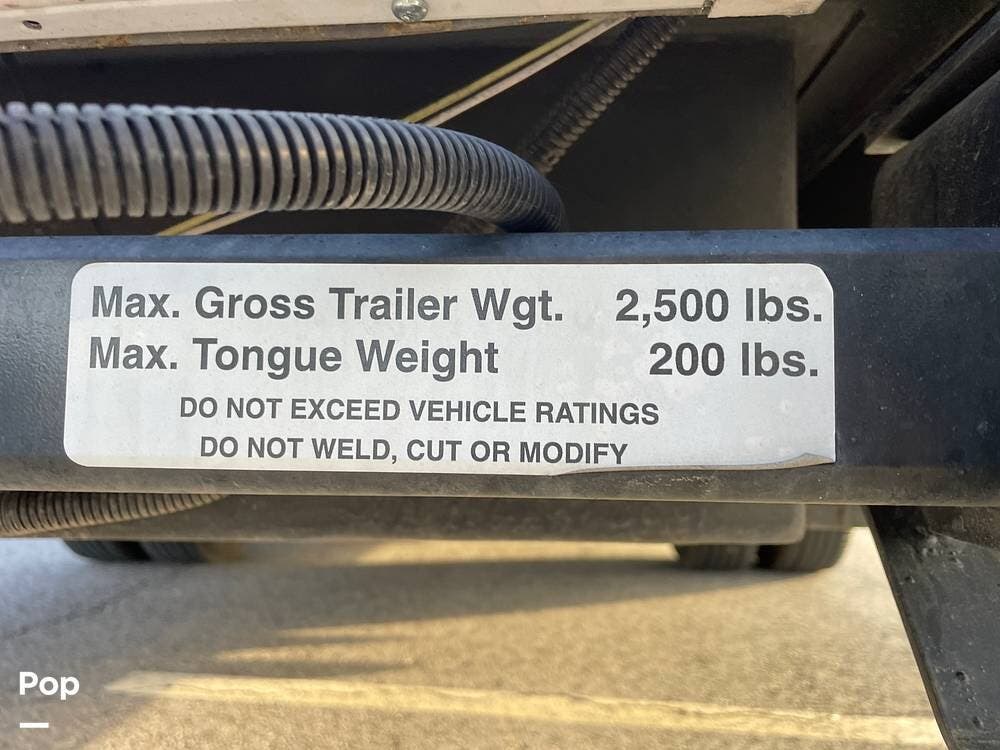 Max. Gross Trailer Wgt. 2,500 lbs.
Max. Tongue Weight 200 lbs.
DO NOT EXCEED VEHICLE RATINGS
DO NOT WELD, CUT OR MODIFY
Pop